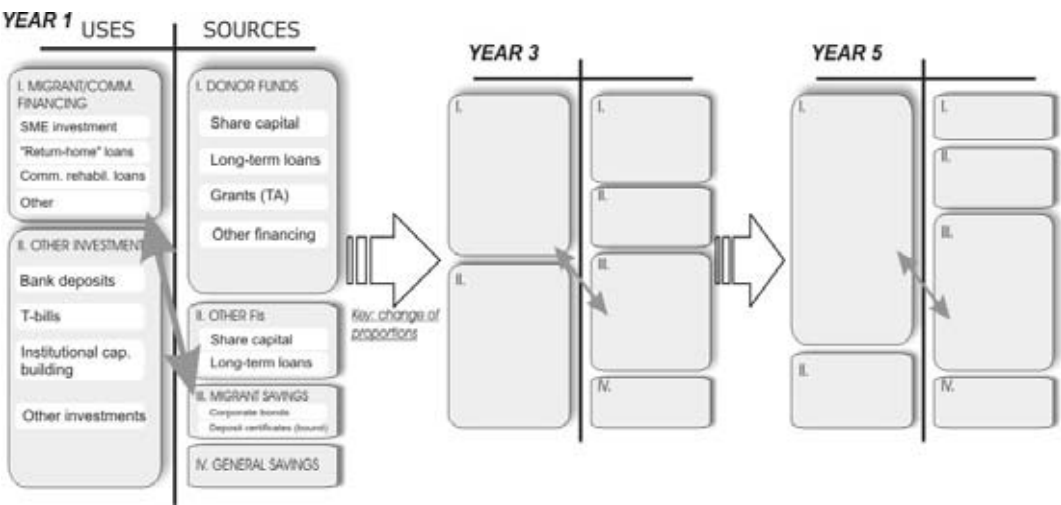 YEAR 1
USES
SOURCES
I. MIGRANT/COMM.
FINANCING
SME investment
"Return-home" loans
Comm. rehabil. loans
Other
II. OTHER INVESTMENT
Bank deposits
T-bills
Institutional cap.
building
Other investments
I. DONOR FUNDS
Share capital
Long-term loans
Grants (TA)
Other financing
II. OTHER FIs
Share capital
Long-term loans
III. MIGRANT SAVINGS
Corporate bonds
Deposit certificates (bound)
IV. GENERAL SAVINGS
Key: change of
proportions
YEAR 3
I.
II.
I.
II.
III.
IV.
YEAR 5
I.
II.
I.
II.
III.
IV.